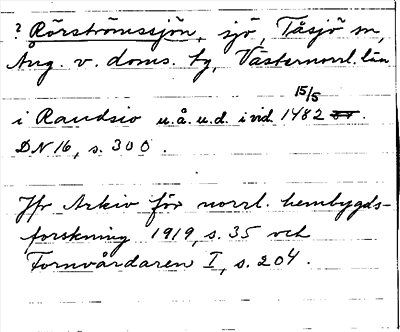 ? Rörströmssjön, sjö, Tåsjö sn,
Ång. v. doms. tg, Västernorrl. län
i Raudsio u.å.u.d. i vid. 1482 15/5.
DN 16, s. 300.
Jfr Arkiv för norrl. hembygds-
forskning 1919, s. 35 och
Fornvårdaren I, s. 204.